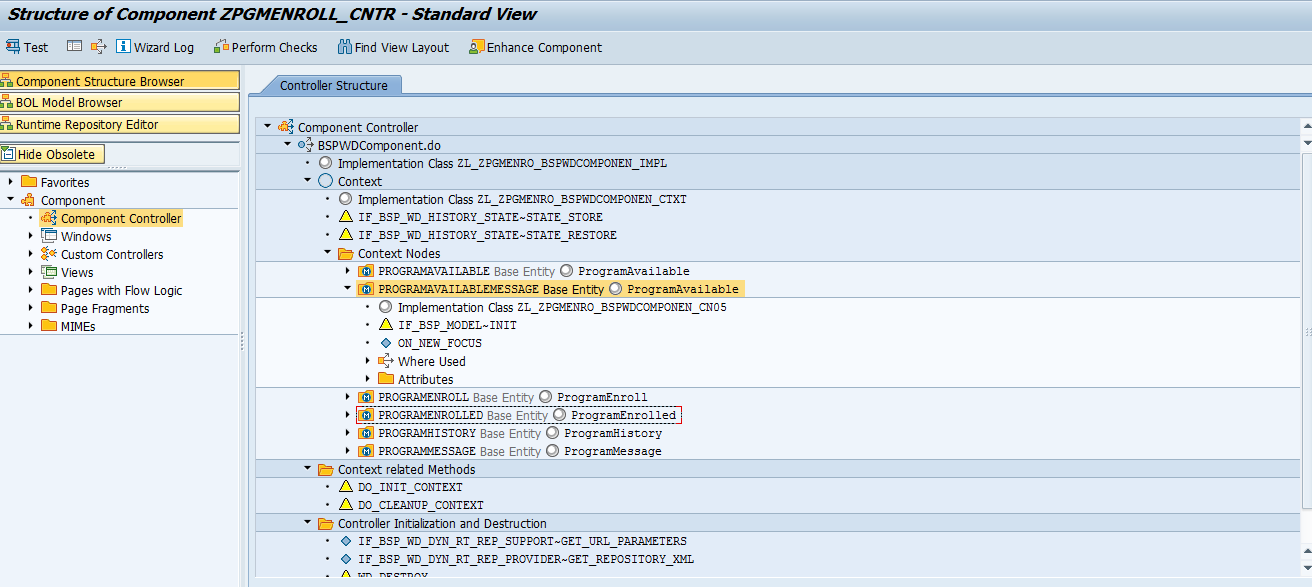 Structure of Component ZPGMENROLL_CNTR - Standard View
Test Wizard Log Perform Checks Find View Layout Enhance Component
Component Structure Browser
BOL Model Browser
Runtime Repository Editor
Hide Obsolete
Favorites
Component
Component Controller
Windows
Custom Controllers
Views
Pages with Flow Logic
Page Fragments
MIMEs
Controller Structure
Component Controller
BSPWDComponent.do
Implementation Class ZL_ZPGMENRO_BSPWDCOMPONEN_IMPL
Context
Implementation Class ZL_ZPGMENRO_BSPWDCOMPONEN_CTXT
IF_BSP_WD_HISTORY_STATE~STATE_STORE
IF_BSP_WD_HISTORY_STATE~STATE_RESTORE
Context Nodes
PROGRAMAVAILABLE Base Entity ProgramAvailable
PROGRAMAVAILABLEMESSAGE Base Entity ProgramAvailable
Implementation Class ZL_ZPGMENRO_BSPWDCOMPONEN_CN05
IF_BSP_MODEL~INIT
ON_NEW_FOCUS
Where Used
Attributes
PROGRAMENROLL Base Entity ProgramEnroll
PROGRAMENROLLED Base Entity ProgramEnrolled
PROGRAMHISTORY Base Entity ProgramHistory
PROGRAMMESSAGE Base Entity ProgramMessage
Context related Methods
DO_INIT_CONTEXT
DO_CLEANUP_CONTEXT
Controller Initialization and Destruction
IF_BSP_WD_DYN_RT_REP_SUPPORT~GET_URL_PARAMETERS
IF_BSP_WD_DYN_RT_REP_PROVIDER~GET_REPOSITORY_XML
WD_DESTROY